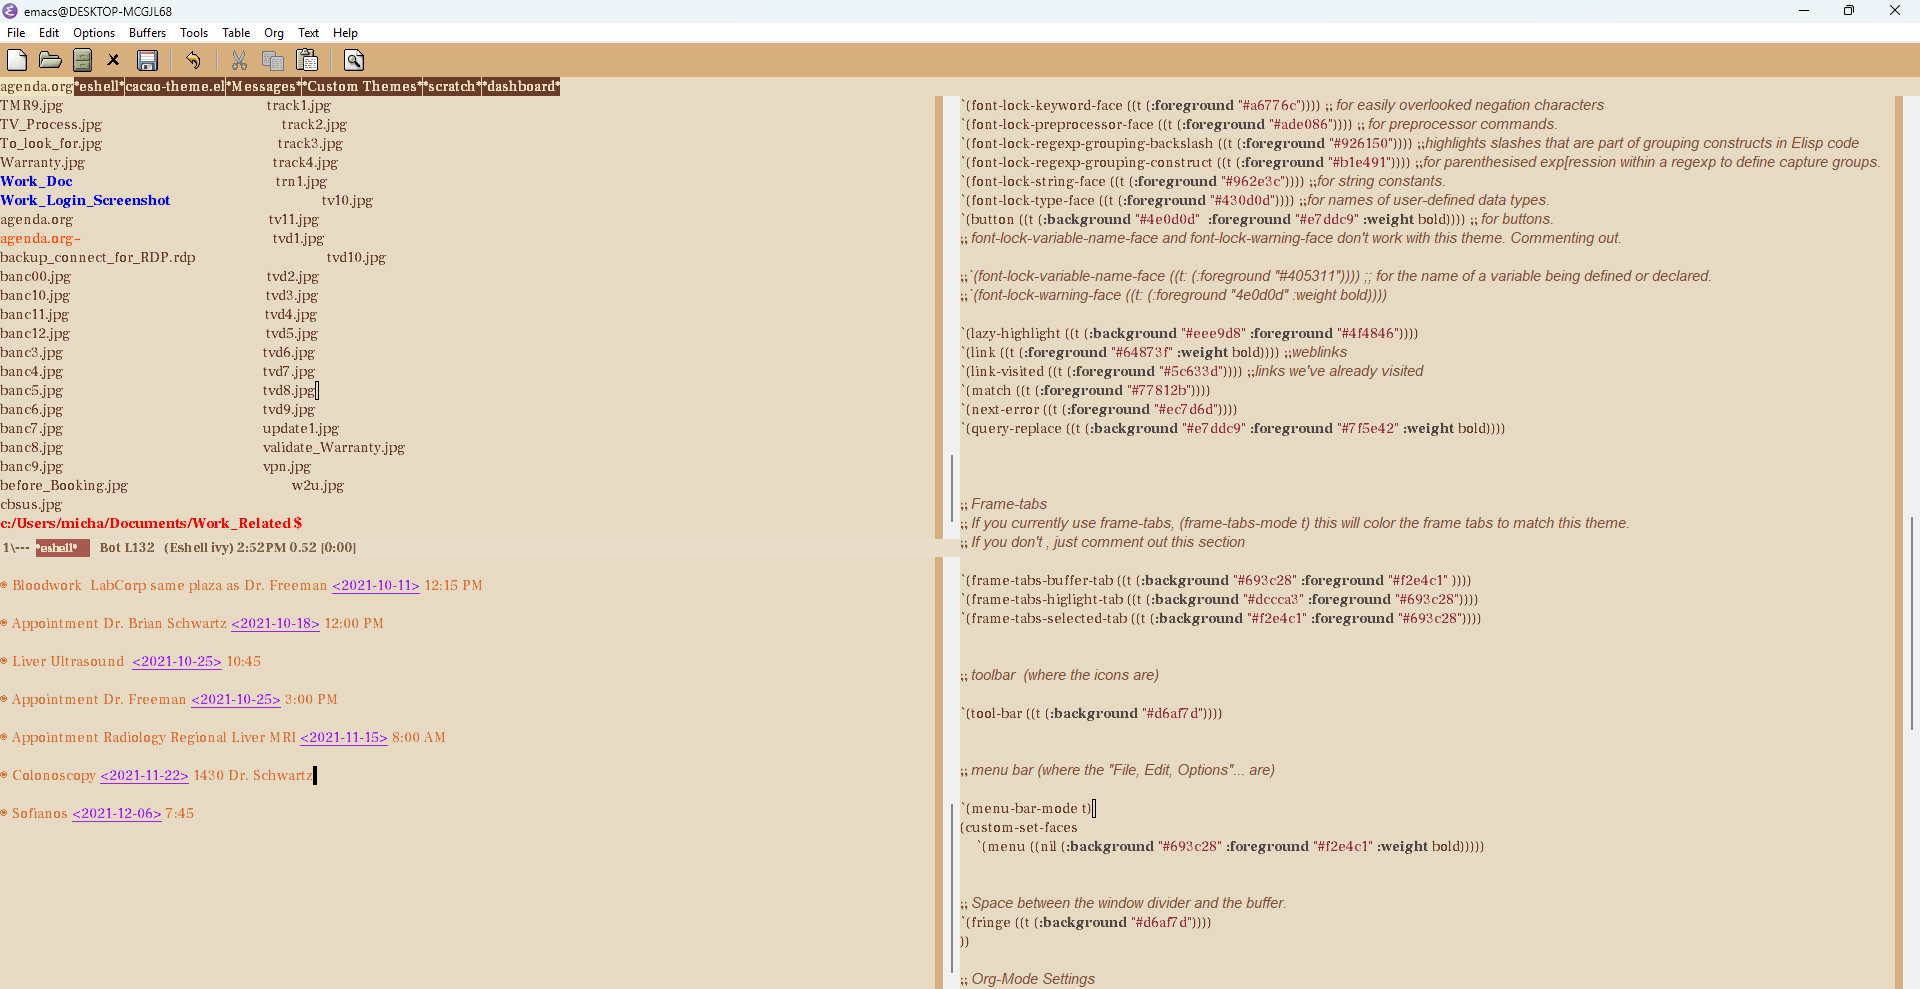 emacs@DESKTOP-MCGJL68
File Edit Options Buffers Tools Table Org Text Help
agenda.org *eshell* cacao-theme.el *Messages* *Custom Themes* *scratch* *dashboard*
TMR9.jpg track1.jpg
TV_Process.jpg track2.jpg
To_look_for.jpg track3.jpg
Warranty.jpg track4.jpg
Work_Doc trn1.jpg
Work_Login_Screenshot tv10.jpg
agenda.org tv11.jpg
agenda.org~ tvd1.jpg
backup_connect_for_RDP.rdp tvd10.jpg
banc00.jpg tvd2.jpg
banc10.jpg tvd3.jpg
banc11.jpg tvd4.jpg
banc12.jpg tvd5.jpg
banc3.jpg tvd6.jpg
banc4.jpg tvd7.jpg
banc5.jpg tvd8.jpg
banc6.jpg tvd9.jpg
banc7.jpg update1.jpg
banc8.jpg validate_Warranty.jpg
banc9.jpg vpn.jpg
before_Booking.jpg w2u.jpg
cbsus.jpg
c:/Users/micha/Documents/Work_Related $
1\--- *eshell* Bot L132 (Eshell ivy) 2:52PM 0.52 [0:00]
Bloodwork LabCorp same plaza as Dr. Freeman <2021-10-11> 12:15 PM
Appointment Dr. Brian Schwartz <2021-10-18> 12:00 PM
Liver Ultrasound <2021-10-25> 10:45
Appointment Dr. Freeman <2021-10-25> 3:00 PM
Appointment Radiology Regional Liver MRI <2021-11-15> 8:00 AM
Colonoscopy <2021-11-22> 1430 Dr. Schwartz
Sofianos <2021-12-06> 7:45
`(font-lock-keyword-face ((t (:foreground "#a6776c")))) ;; for easily overlooked negation characters
`(font-lock-preprocessor-face ((t (:foreground "#ade086")))) ;; for preprocessor commands.
`(font-lock-regexp-grouping-backslash ((t (:foreground "#926150")))) ;;highlights slashes that are part of grouping constructs in Elisp code
`(font-lock-regexp-grouping-construct ((t (:foreground "#b1e491")))) ;;for parenthesised exp[ression within a regexp to define capture groups.
`(font-lock-string-face ((t (:foreground "#962e3c")))) ;;for string constants.
`(font-lock-type-face ((t (:foreground "#430d0d")))) ;;for names of user-defined data types.
`(button ((t (:background "#4e0d0d" :foreground "#e7ddc9" :weight bold)))) ;; for buttons.
;; font-lock-variable-name-face and font-lock-warning-face don't work with this theme. Commenting out.
;;`(font-lock-variable-name-face ((t: (:foreground "#405311")))) ;; for the name of a variable being defined or declared.
;;`(font-lock-warning-face ((t: (:foreground "4e0d0d" :weight bold))))
`(lazy-highlight ((t (:background "#eee9d8" :foreground "#4f4846"))))
`(link ((t (:foreground "#64873f" :weight bold)))) ;;weblinks
`(link-visited ((t (:foreground "#5c633d")))) ;;links we've already visited
`(match ((t (:foreground "#77812b"))))
`(next-error ((t (:foreground "#ec7d6d"))))
`(query-replace ((t (:background "#e7ddc9" :foreground "#7f5e42" :weight bold))))
;; Frame-tabs
;; If you currently use frame-tabs, (frame-tabs-mode t) this will color the frame tabs to match this theme.
;; If you don't , just comment out this section
`(frame-tabs-buffer-tab ((t (:background "#693c28" :foreground "#f2e4c1" ))))
`(frame-tabs-higlight-tab ((t (:background "#dccca3" :foreground "#693c28"))))
`(frame-tabs-selected-tab ((t (:background "#f2e4c1" :foreground "#693c28"))))
;; toolbar (where the icons are)
`(tool-bar ((t (:background "#d6af7d"))))
;; menu bar (where the "File, Edit, Options"... are)
`(menu-bar-mode t)
(custom-set-faces
`(menu ((nil (:background "#693c28" :foreground "#f2e4c1" :weight bold)))))
;; Space between the window divider and the buffer.
`(fringe ((t (:background "#d6af7d"))))
))
;; Org-Mode Settings